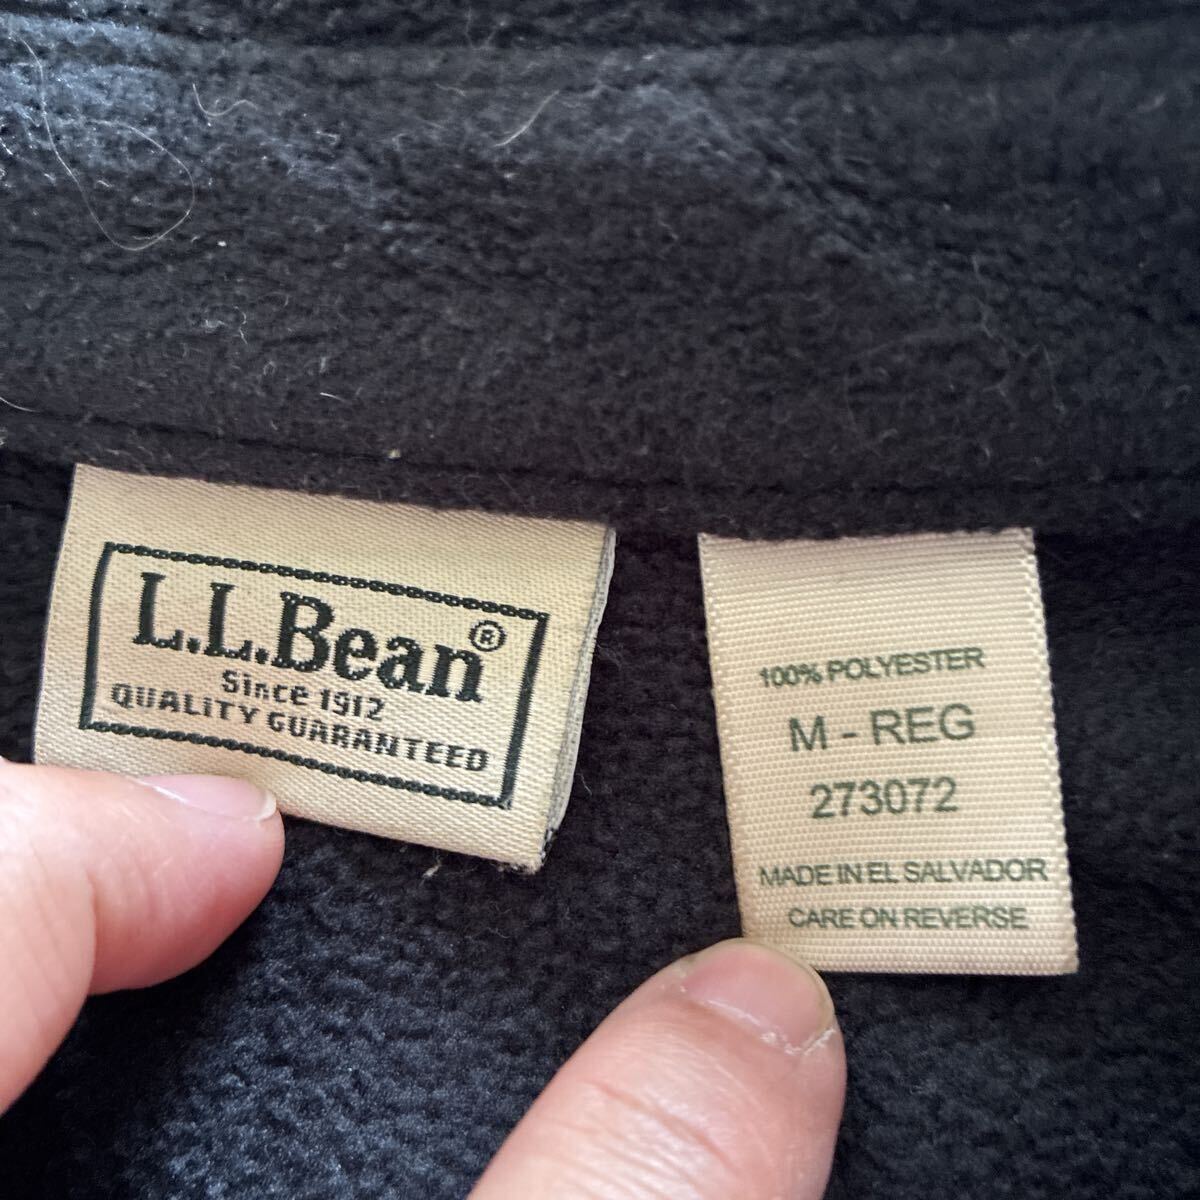 L.L.Bean®
Since 1912
QUALITY GUARANTEED
100% POLYESTER
M - REG
273072
MADE IN EL SALVADOR
CARE ON REVERSE